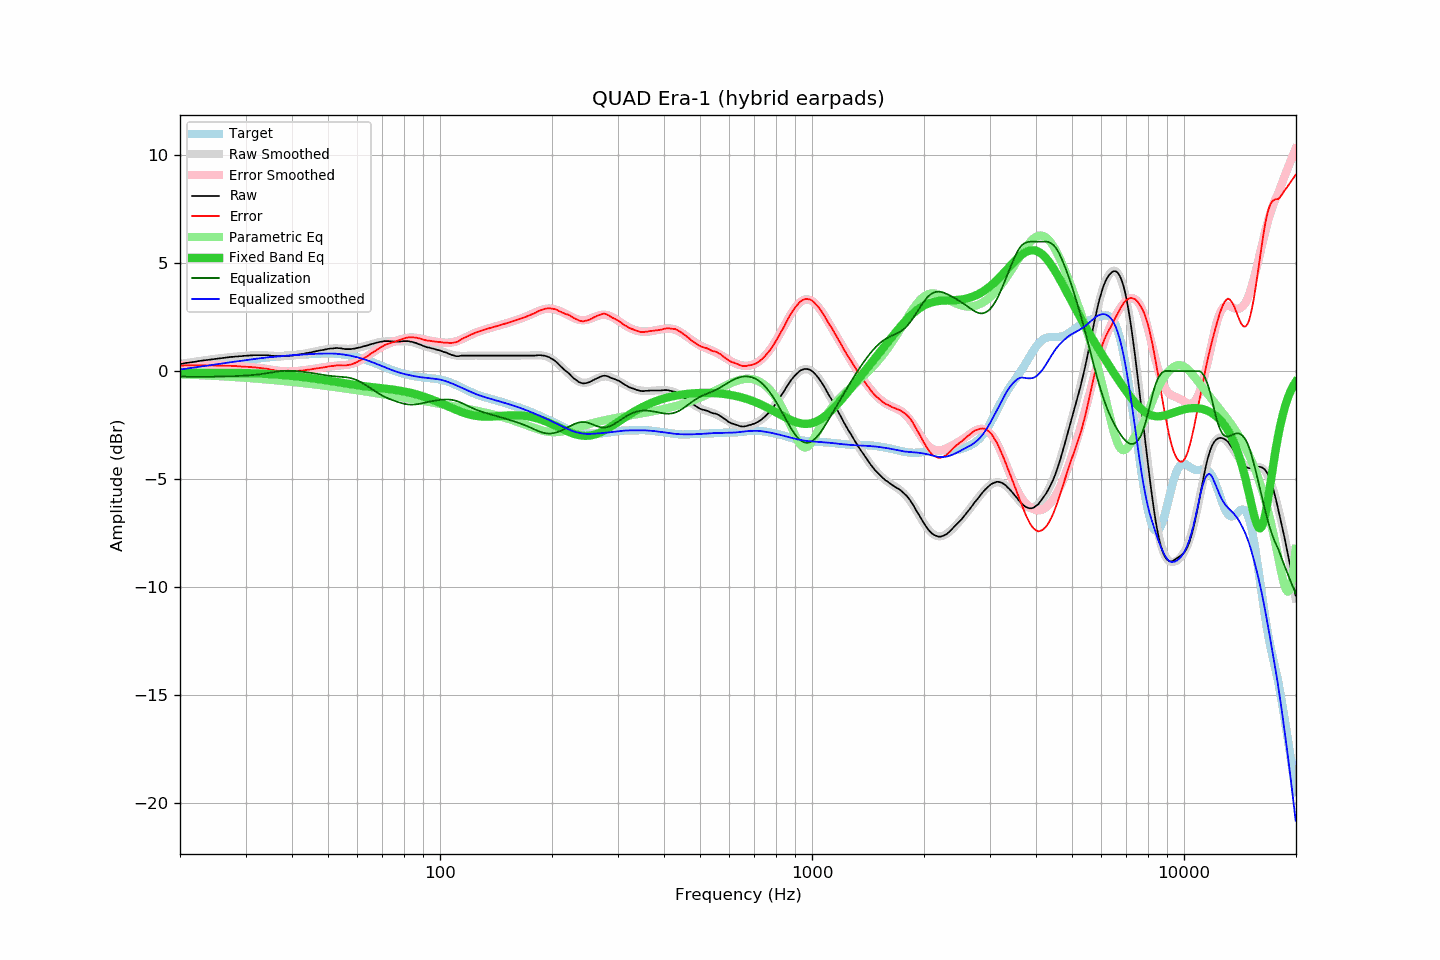 QUAD Era-1 (hybrid earpads)
Target
Raw Smoothed
Error Smoothed
Raw
Error
Parametric Eq
Fixed Band Eq
Equalization
Equalized smoothed
10
5
0
−5
−10
−15
−20
Amplitude (dBr)
100 1000 10000
Frequency (Hz)